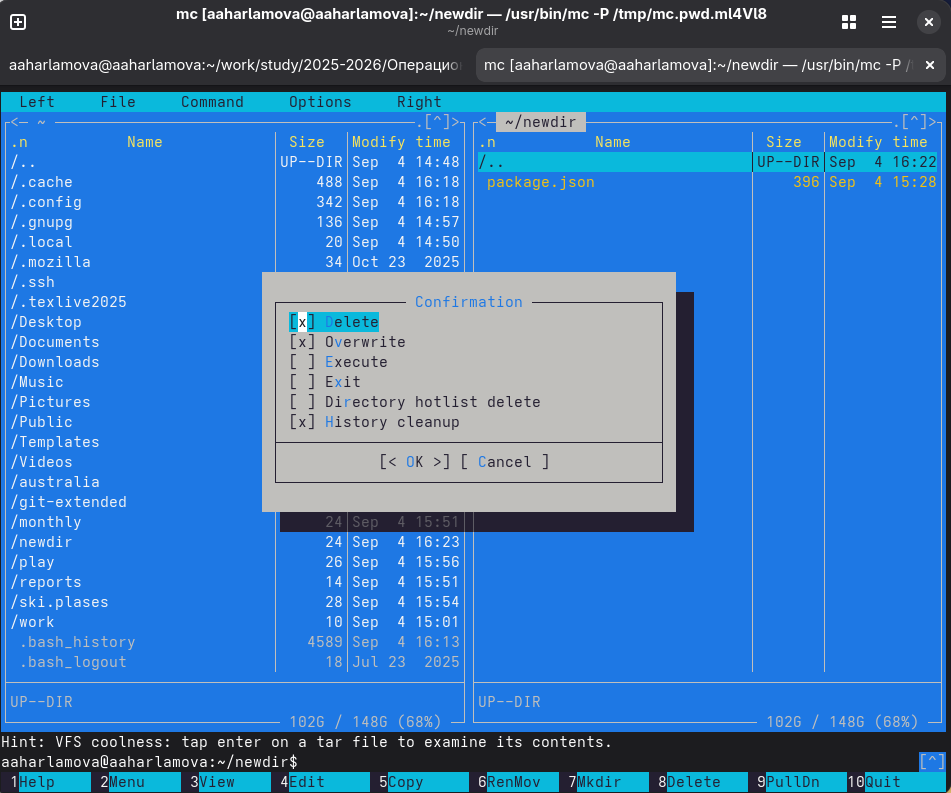 mc [aaharlamova@aaharlamova]:~/newdir — /usr/bin/mc -P /tmp/mc.pwd.ml4Vl8
~/newdir
aaharlamova@aaharlamova:~/work/study/2025-2026/Операцио
mc [aaharlamova@aaharlamova]:~/newdir — /usr/bin/mc -P /
Left File Command Options Right
<— ~ .[^]> <— ~/newdir .[^]>
.n Name Size Modify time .n Name Size Modify time
/.. UP--DIR Sep 4 14:48 /.. UP--DIR Sep 4 16:22
/.cache 488 Sep 4 16:18 package.json 396 Sep 4 15:28
/.config 342 Sep 4 16:18
/.gnupg 136 Sep 4 14:57
/.local 20 Sep 4 14:50
/.mozilla 34 Oct 23 2025
/.ssh
/.texlive2025
/Desktop
/Documents
/Downloads
/Music
/Pictures
/Public
/Templates
/Videos
/australia
/git-extended
/monthly 24 Sep 4 15:51
/newdir 24 Sep 4 16:23
/play 26 Sep 4 15:56
/reports 14 Sep 4 15:51
/ski.plases 28 Sep 4 15:54
/work 10 Sep 4 15:01
.bash_history 4589 Sep 4 16:13
.bash_logout 18 Jul 23 2025
Confirmation
[x] Delete
[x] Overwrite
[ ] Execute
[ ] Exit
[ ] Directory hotlist delete
[x] History cleanup
[< OK >] [ Cancel ]
UP--DIR UP--DIR
102G / 148G (68%) 102G / 148G (68%)
Hint: VFS coolness: tap enter on a tar file to examine its contents.
aaharlamova@aaharlamova:~/newdir$ [^]
1Help 2Menu 3View 4Edit 5Copy 6RenMov 7Mkdir 8Delete 9PullDn 10Quit